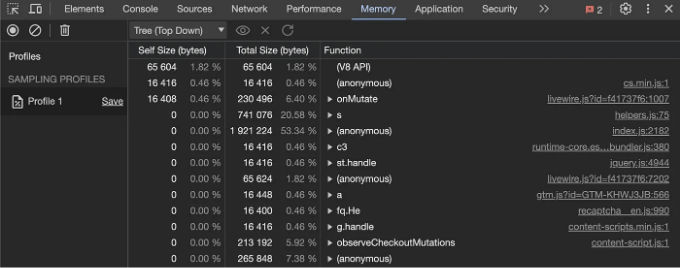 Elements Console Sources Network Performance Memory Application Security 2
Tree (Top Down)
Profiles
SAMPLING PROFILES
Profile 1 Save
Self Size (bytes) Total Size (bytes) Function
65 604 1.82 % 65 604 1.82 % (V8 API)
16 416 0.46 % 16 416 0.46 % (anonymous) cs.min.js:1
16 408 0.46 % 230 496 6.40 % onMutate livewire.js?id=f41737f6:1007
0 0.00 % 741 076 20.58 % s helpers.js:75
0 0.00 % 1 921 224 53.34 % (anonymous) index.js:2182
0 0.00 % 16 416 0.46 % c3 runtime-core.es…bundler.js:380
0 0.00 % 16 416 0.46 % st.handle jquery.js:4944
0 0.00 % 65 624 1.82 % (anonymous) livewire.js?id=f41737f6:7202
0 0.00 % 16 448 0.46 % a gtm.js?id=GTM-KHWJ3JB:566
0 0.00 % 16 400 0.46 % fq.He recaptcha__en.js:990
0 0.00 % 16 416 0.46 % g.handle content-scripts.min.js:1
0 0.00 % 213 192 5.92 % observeCheckoutMutations content-script.js:1
0 0.00 % 265 848 7.38 % (anonymous)